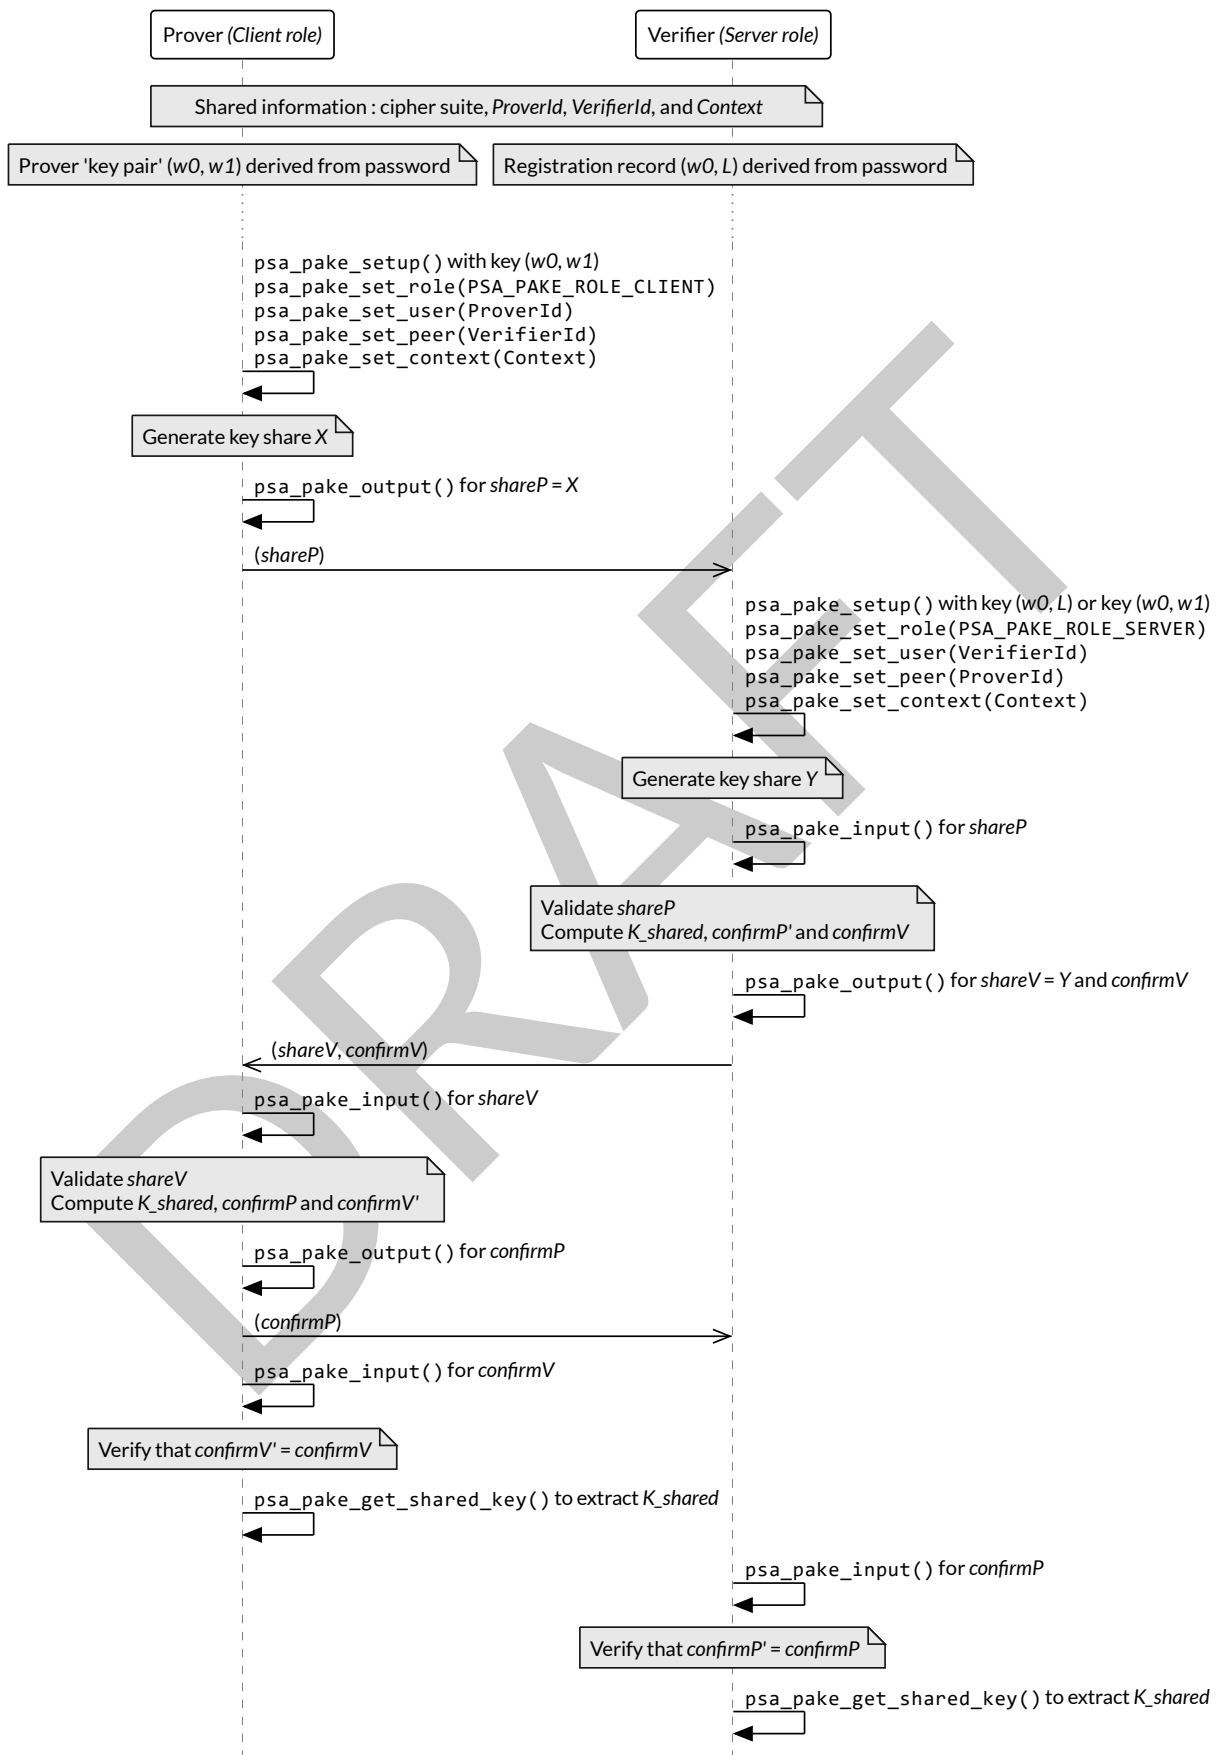 Prover (Client role)
Verifier (Server role)
Shared information : cipher suite, ProverId, VerifierId, and Context
Prover 'key pair' (w0, w1) derived from password
Registration record (w0, L) derived from password
psa_pake_setup() with key (w0, w1)
psa_pake_set_role(PSA_PAKE_ROLE_CLIENT)
psa_pake_set_user(ProverId)
psa_pake_set_peer(VerifierId)
psa_pake_set_context(Context)
Generate key share X
psa_pake_output() for shareP = X
(shareP)
psa_pake_setup() with key (w0, L) or key (w0, w1)
psa_pake_set_role(PSA_PAKE_ROLE_SERVER)
psa_pake_set_user(VerifierId)
psa_pake_set_peer(ProverId)
psa_pake_set_context(Context)
Generate key share Y
psa_pake_input() for shareP
Validate shareP
Compute K_shared, confirmP' and confirmV
psa_pake_output() for shareV = Y and confirmV
(shareV, confirmV)
psa_pake_input() for shareV
Validate shareV
Compute K_shared, confirmP and confirmV'
psa_pake_output() for confirmP
(confirmP)
psa_pake_input() for confirmV
Verify that confirmV' = confirmV
psa_pake_get_shared_key() to extract K_shared
psa_pake_input() for confirmP
Verify that confirmP' = confirmP
psa_pake_get_shared_key() to extract K_shared
DRAFT